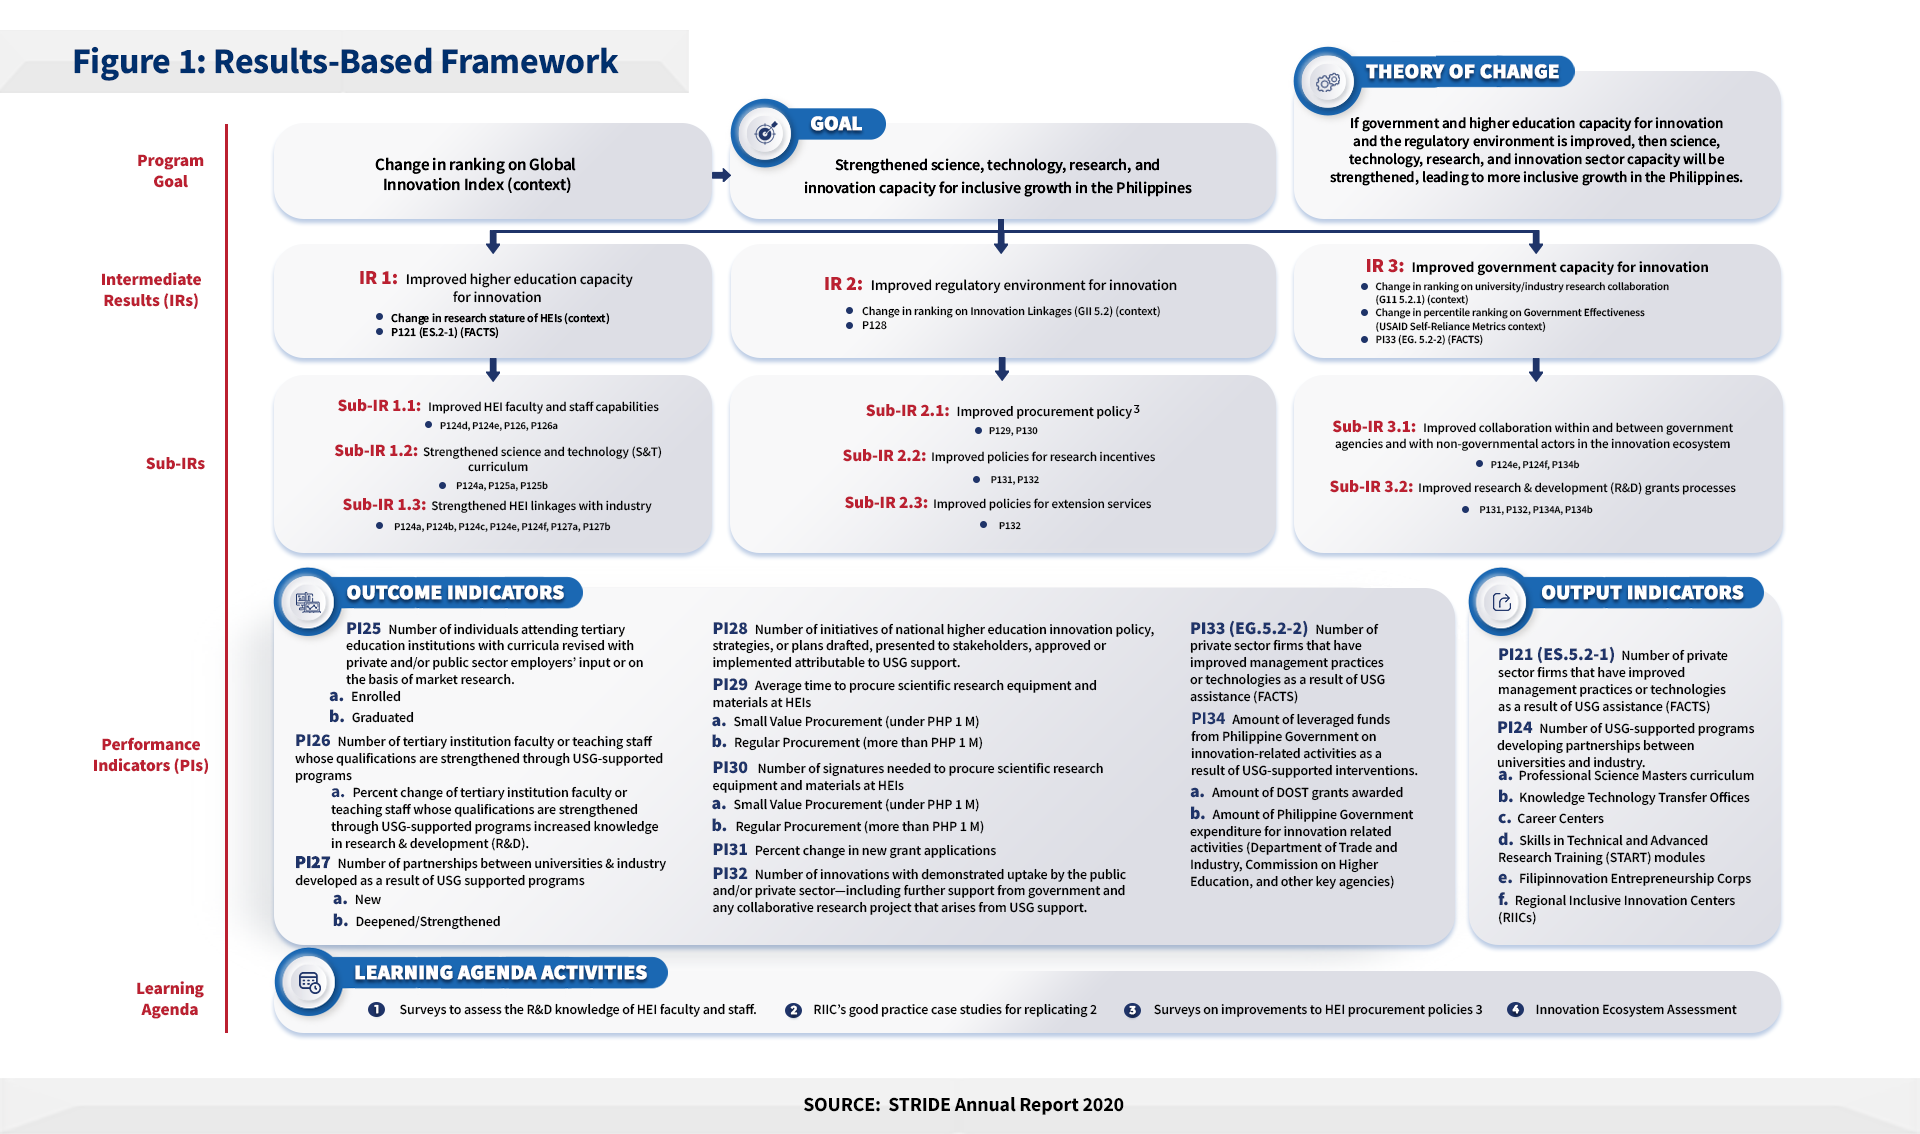 Figure 1: Results-Based Framework
THEORY OF CHANGE
If government and higher education capacity for innovation
and the regulatory environment is improved, then science,
technology, research, and innovation sector capacity will be
strengthened, leading to more inclusive growth in the Philippines.
Program
Goal
Change in ranking on Global
Innovation Index (context)
GOAL
Strengthened science, technology, research, and
innovation capacity for inclusive growth in the Philippines
Intermediate
Results (IRs)
IR 1: Improved higher education capacity
for innovation
Change in research stature of HEIs (context)
P121 (ES.2-1) (FACTS)
IR 2: Improved regulatory environment for innovation
Change in ranking on Innovation Linkages (GII 5.2) (context)
P128
IR 3: Improved government capacity for innovation
Change in ranking on university/industry research collaboration
(G11 5.2.1) (context)
Change in percentile ranking on Government Effectiveness
(USAID Self-Reliance Metrics context)
PI33 (EG. 5.2-2) (FACTS)
Sub-IRs
Sub-IR 1.1: Improved HEI faculty and staff capabilities
P124d, P124e, P126, P126a
Sub-IR 1.2: Strengthened science and technology (S&T)
curriculum
P124a, P125a, P125b
Sub-IR 1.3: Strengthened HEI linkages with industry
P124a, P124b, P124c, P124e, P124f, P127a, P127b
Sub-IR 2.1: Improved procurement policy3
P129, P130
Sub-IR 2.2: Improved policies for research incentives
P131, P132
Sub-IR 2.3: Improved policies for extension services
P132
Sub-IR 3.1: Improved collaboration within and between government
agencies and with non-governmental actors in the innovation ecosystem
P124e, P124f, P134b
Sub-IR 3.2: Improved research & development (R&D) grants processes
P131, P132, P134A, P134b
Performance
Indicators (PIs)
OUTCOME INDICATORS
PI25 Number of individuals attending tertiary
education institutions with curricula revised with
private and/or public sector employers' input or on
the basis of market research.
a. Enrolled
b. Graduated
PI26 Number of tertiary institution faculty or teaching staff
whose qualifications are strengthened through USG-supported
programs
a. Percent change of tertiary institution faculty or
teaching staff whose qualifications are strengthened
through USG-supported programs increased knowledge
in research & development (R&D).
PI27 Number of partnerships between universities & industry
developed as a result of USG supported programs
a. New
b. Deepened/Strengthened
PI28 Number of initiatives of national higher education innovation policy,
strategies, or plans drafted, presented to stakeholders, approved or
implemented attributable to USG support.
PI29 Average time to procure scientific research equipment and
materials at HEIs
a. Small Value Procurement (under PHP 1 M)
b. Regular Procurement (more than PHP 1 M)
PI30 Number of signatures needed to procure scientific research
equipment and materials at HEIs
a. Small Value Procurement (under PHP 1 M)
b. Regular Procurement (more than PHP 1 M)
PI31 Percent change in new grant applications
PI32 Number of innovations with demonstrated uptake by the public
and/or private sector—including further support from government and
any collaborative research project that arises from USG support.
PI33 (EG.5.2-2) Number of
private sector firms that have
improved management practices
or technologies as a result of USG
assistance (FACTS)
PI34 Amount of leveraged funds
from Philippine Government on
innovation-related activities as a
result of USG-supported interventions.
a. Amount of DOST grants awarded
b. Amount of Philippine Government
expenditure for innovation related
activities (Department of Trade and
Industry, Commission on Higher
Education, and other key agencies)
OUTPUT INDICATORS
PI21 (ES.5.2-1) Number of private
sector firms that have improved
management practices or technologies
as a result of USG assistance (FACTS)
PI24 Number of USG-supported programs
developing partnerships between
universities and industry.
a. Professional Science Masters curriculum
b. Knowledge Technology Transfer Offices
c. Career Centers
d. Skills in Technical and Advanced
Research Training (START) modules
e. Filipinnovation Entrepreneurship Corps
f. Regional Inclusive Innovation Centers
(RIICs)
Learning
Agenda
LEARNING AGENDA ACTIVITIES
1 Surveys to assess the R&D knowledge of HEI faculty and staff.
2 RIIC's good practice case studies for replicating 2
3 Surveys on improvements to HEI procurement policies 3
4 Innovation Ecosystem Assessment
SOURCE: STRIDE Annual Report 2020